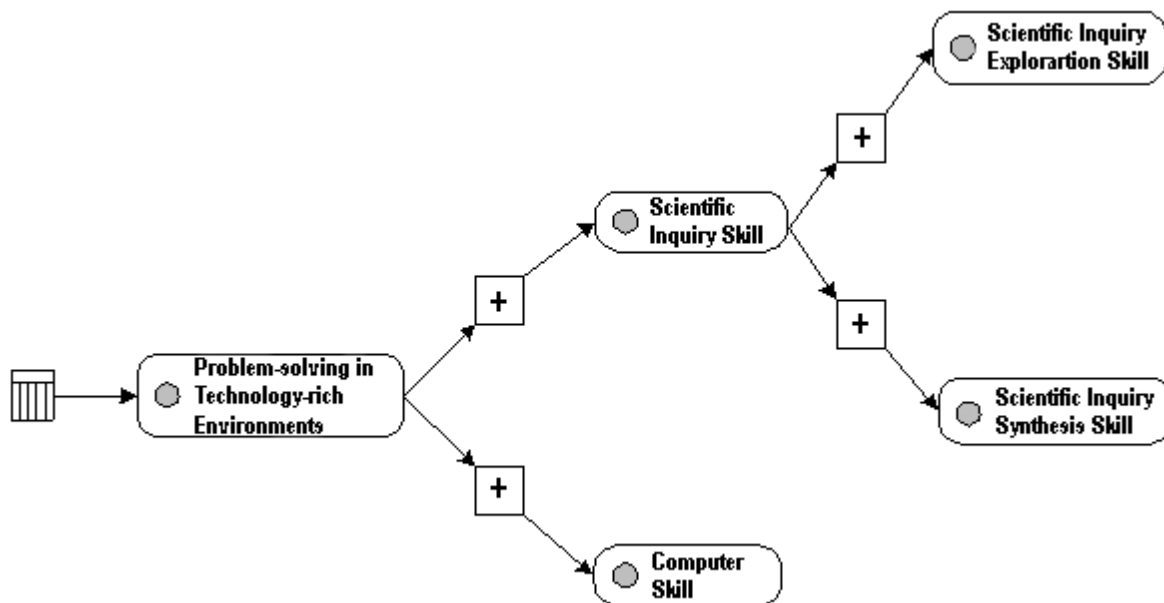 Scientific Inquiry
Explorartion Skill
+
Scientific
Inquiry Skill
+
+
Problem-solving in
Technology-rich
Environments
Scientific Inquiry
Synthesis Skill
+
Computer
Skill